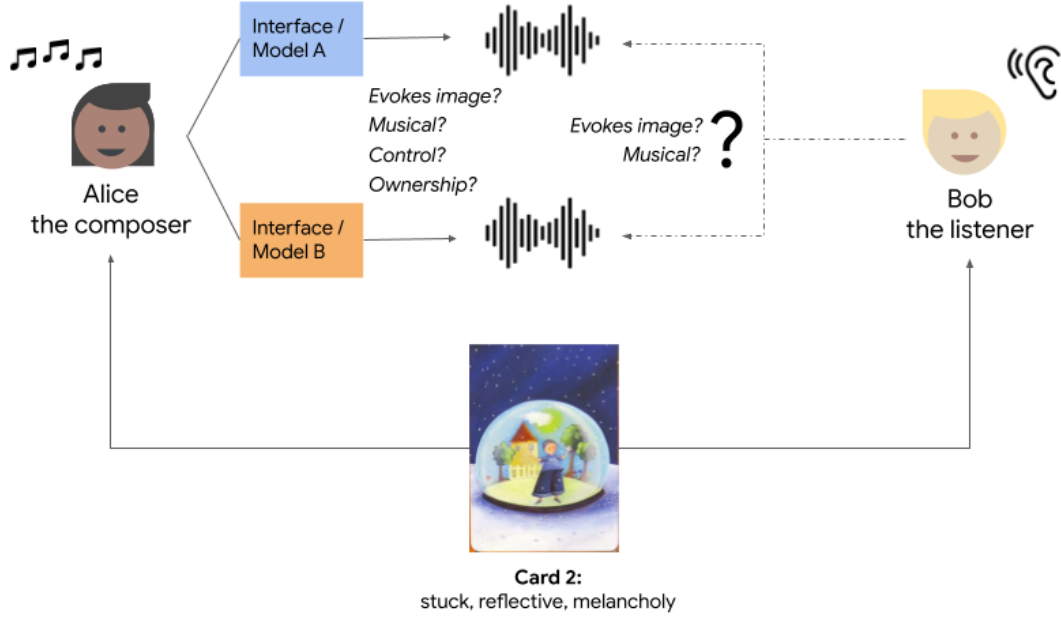 Interface /
Model A
Evokes image?
Musical?
Control?
Ownership?
Evokes image?
Musical?
?
Alice
the composer
Interface /
Model B
Bob
the listener
Card 2:
stuck, reflective, melancholy